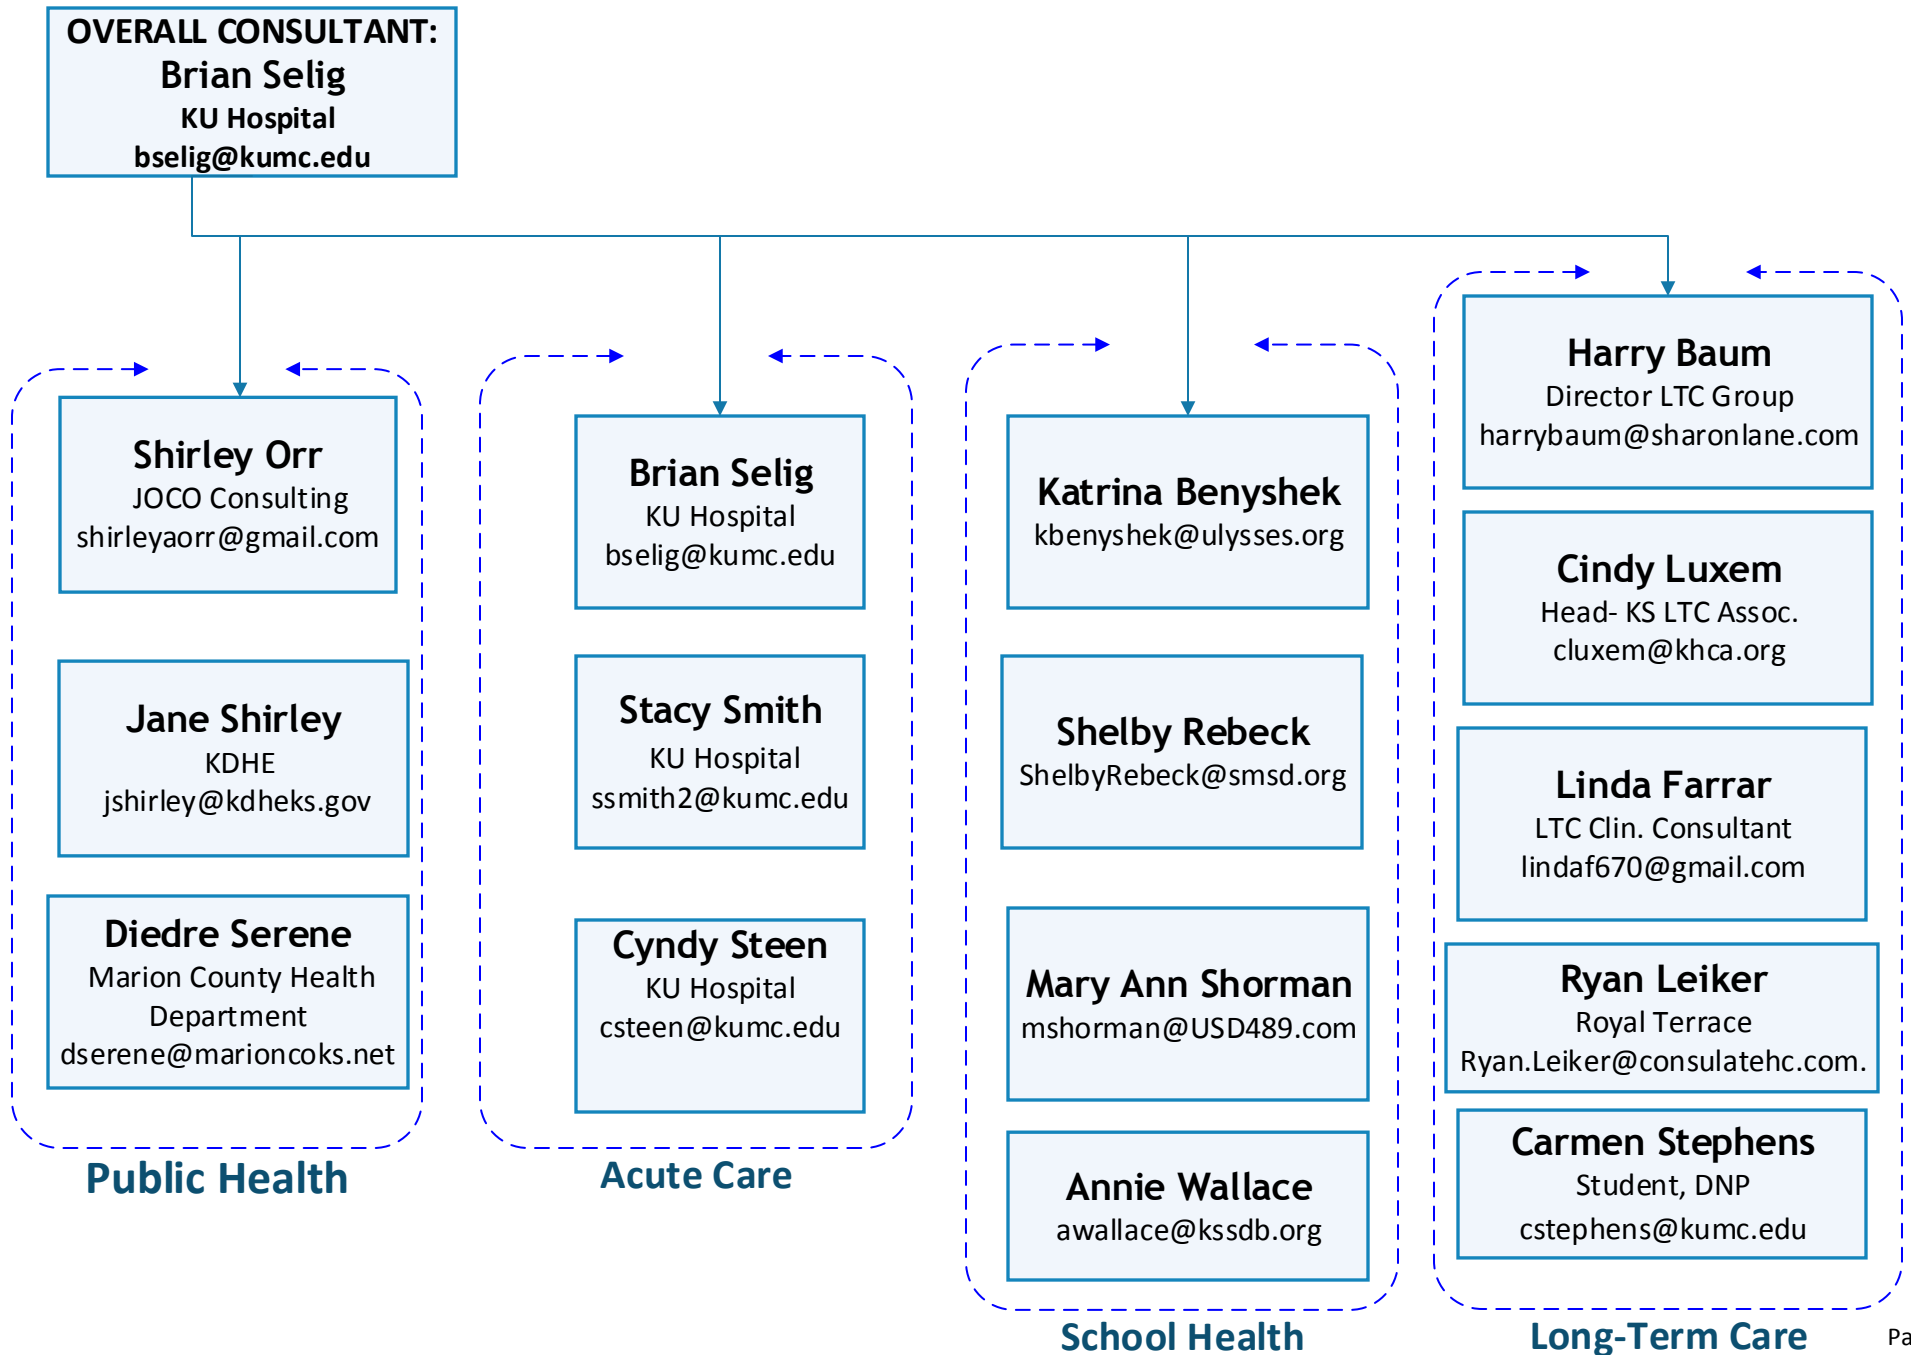 OVERALL CONSULTANT:
Brian Selig
KU Hospital
bselig@kumc.edu
Shirley Orr
JOCO Consulting
shirleyaorr@gmail.com
Jane Shirley
KDHE
jshirley@kdheks.gov
Diedre Serene
Marion County Health
Department
dserene@marioncoks.net
Public Health
Brian Selig
KU Hospital
bselig@kumc.edu
Stacy Smith
KU Hospital
ssmith2@kumc.edu
Cyndy Steen
KU Hospital
csteen@kumc.edu
Acute Care
Katrina Benyshek
kbenyshek@ulysses.org
Shelby Rebeck
ShelbyRebeck@smsd.org
Mary Ann Shorman
mshorman@USD489.com
Annie Wallace
awallace@kssdb.org
School Health
Harry Baum
Director LTC Group
harrybaum@sharonlane.com
Cindy Luxem
Head- KS LTC Assoc.
cluxem@khca.org
Linda Farrar
LTC Clin. Consultant
lindaf670@gmail.com
Ryan Leiker
Royal Terrace
Ryan.Leiker@consulatehc.com.
Carmen Stephens
Student, DNP
cstephens@kumc.edu
Long-Term Care
Pa